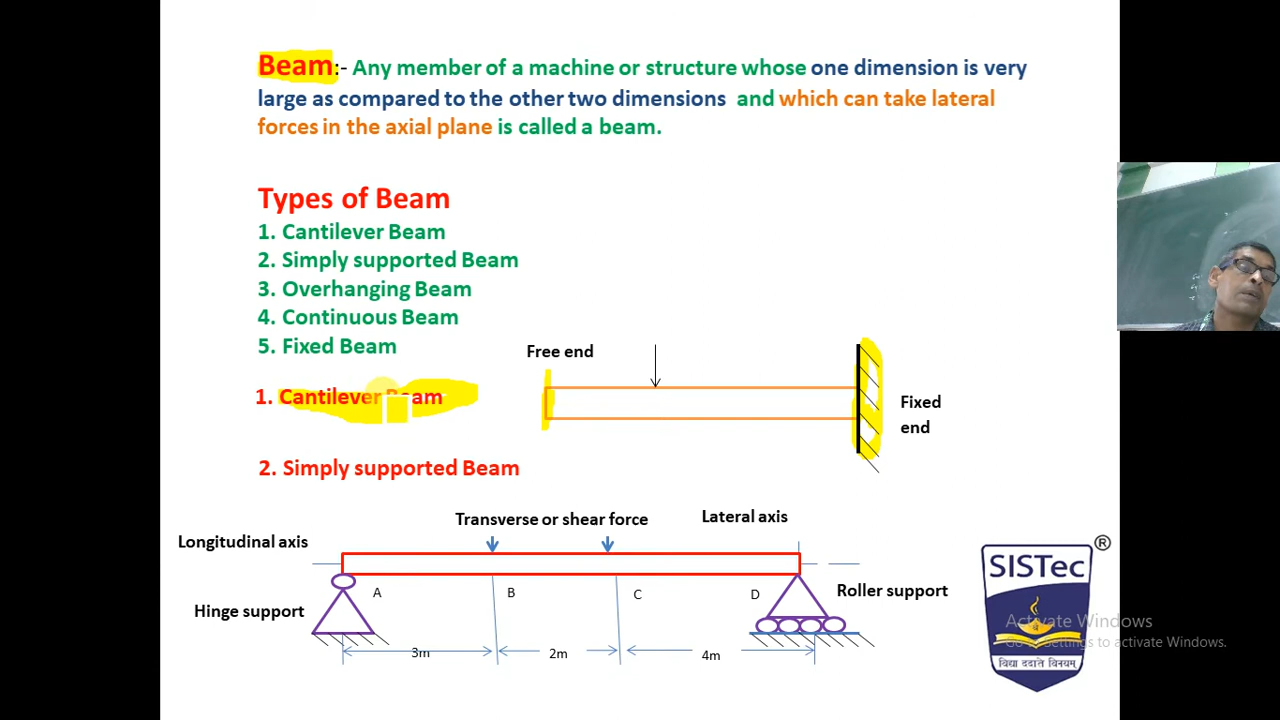 Beam:- Any member of a machine or structure whose one dimension is very
large as compared to the other two dimensions and which can take lateral
forces in the axial plane is called a beam.
Types of Beam
1. Cantilever Beam
2. Simply supported Beam
3. Overhanging Beam
4. Continuous Beam
5. Fixed Beam
Free end
1. Cantilever Beam
Fixed
end
2. Simply supported Beam
Transverse or shear force
Lateral axis
Longitudinal axis
A
B
C
D
Roller support
Hinge support
3m
2m
4m
SISTec
®
विद्या ददाति विनयम्
Activate Windows
Go to Settings to activate Windows.